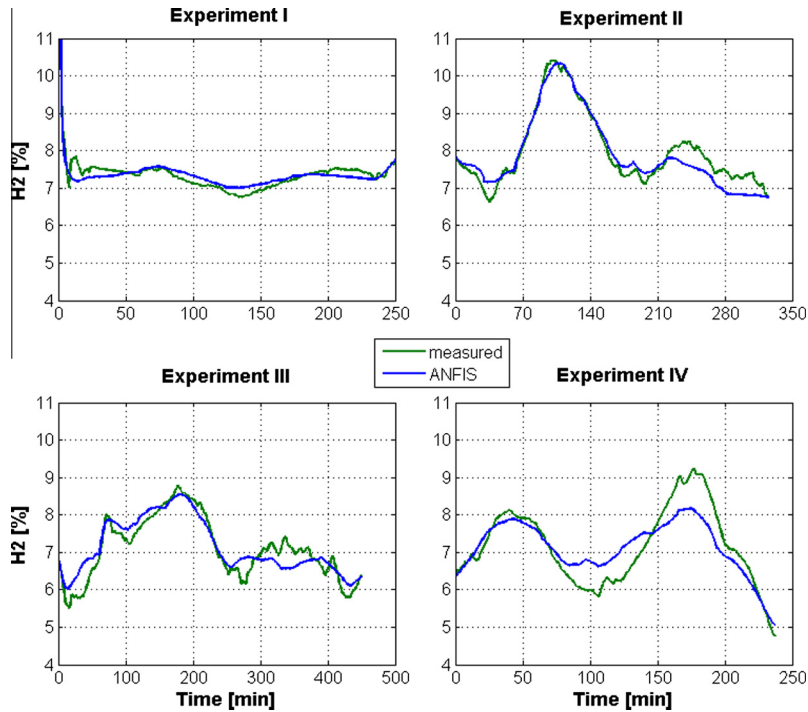 Experiment I
Experiment II
H2 [%]
11
10
9
8
7
6
5
4
0 50 100 150 200 250
11
10
9
8
7
6
5
4
0 70 140 210 280 350
measured
ANFIS
Experiment III
Experiment IV
H2 [%]
11
10
9
8
7
6
5
4
0 100 200 300 400 500
Time [min]
11
10
9
8
7
6
5
4
0 50 100 150 200 250
Time [min]